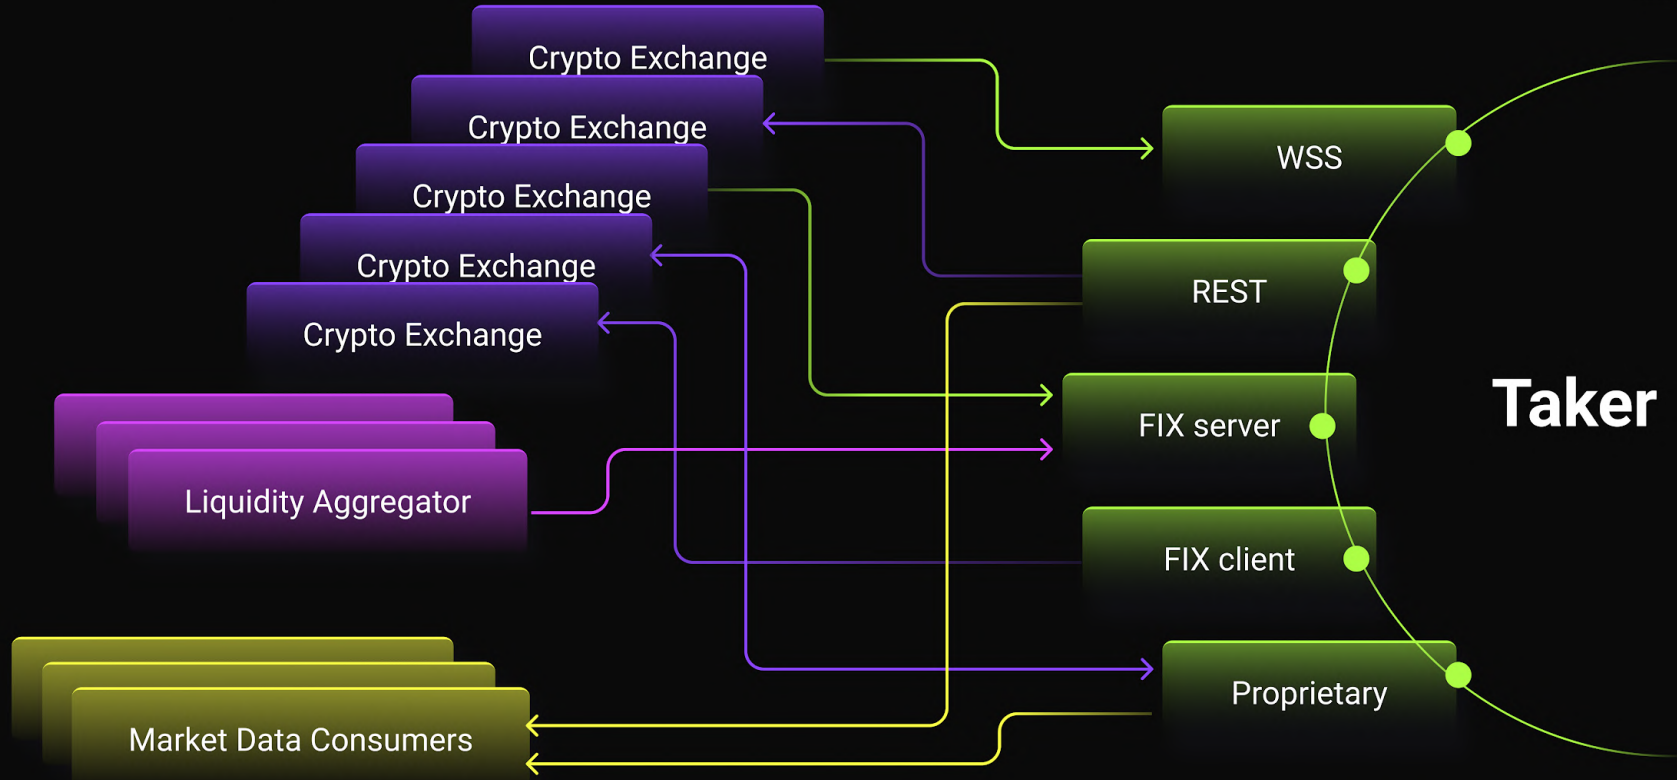 Crypto Exchange
Crypto Exchange
Crypto Exchange
Crypto Exchange
Crypto Exchange
Liquidity Aggregator
Market Data Consumers
WSS
REST
FIX server
FIX client
Proprietary
Taker